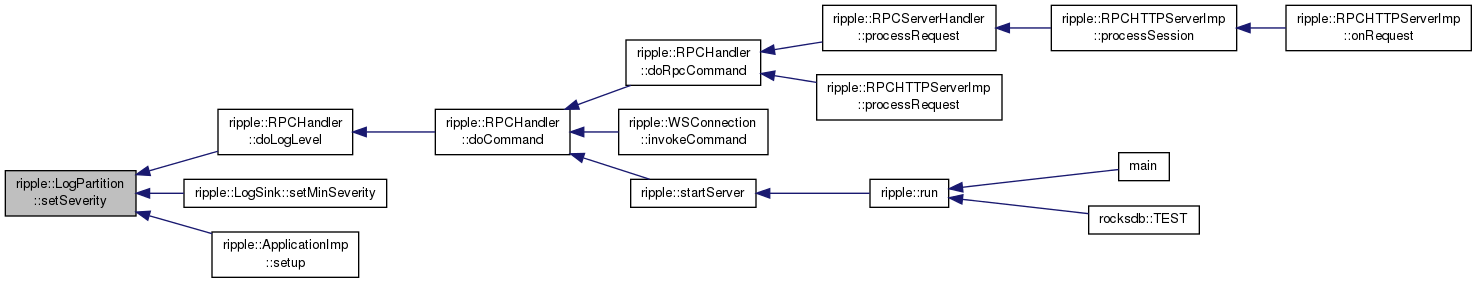 ripple::RPCServerHandler
::processRequest
ripple::RPCHTTPServerImp
::processSession
ripple::RPCHTTPServerImp
::onRequest
ripple::RPCHandler
::doRpcCommand
ripple::RPCHTTPServerImp
::processRequest
ripple::RPCHandler
::doLogLevel
ripple::RPCHandler
::doCommand
ripple::WSConnection
::invokeCommand
ripple::LogPartition
::setSeverity
ripple::LogSink::setMinSeverity
ripple::startServer
ripple::run
main
rocksdb::TEST
ripple::ApplicationImp
::setup